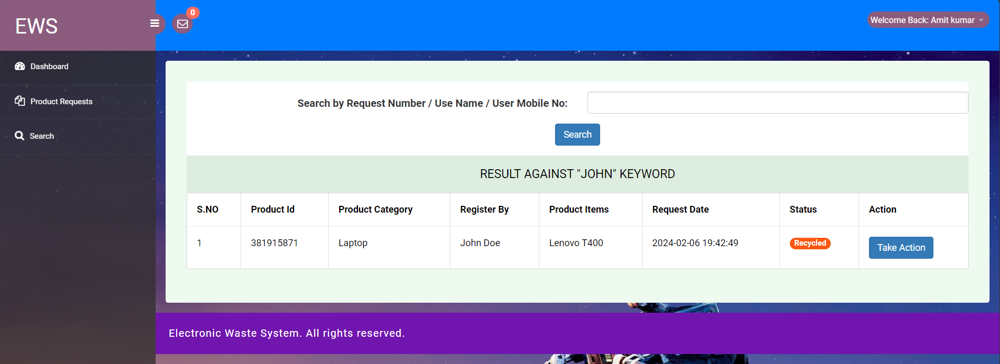 EWS
0
Welcome Back: Amit kumar
Dashboard
Product Requests
Search
Search by Request Number / Use Name / User Mobile No:
Search
RESULT AGAINST "JOHN" KEYWORD
S.NO Product Id Product Category Register By Product Items Request Date Status Action
1 381915871 Laptop John Doe Lenovo T400 2024-02-06 19:42:49 Recycled Take Action
Electronic Waste System. All rights reserved.